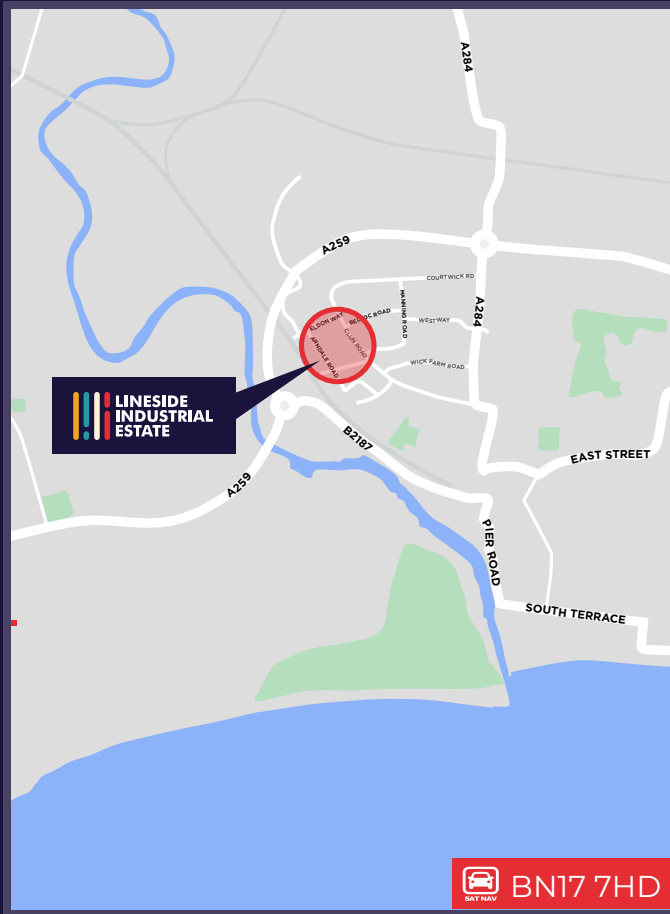 A284
A259
COURTWICK RD
MANNING ROAD
A284
ELDON WAY
BELLOC ROAD
WESTWAY
CLUN ROAD
ARNDALE ROAD
WICK FARM ROAD
LINESIDE
INDUSTRIAL
ESTATE
B2187
EAST STREET
A259
PIER ROAD
SOUTH TERRACE
SAT NAV
BN17 7HD